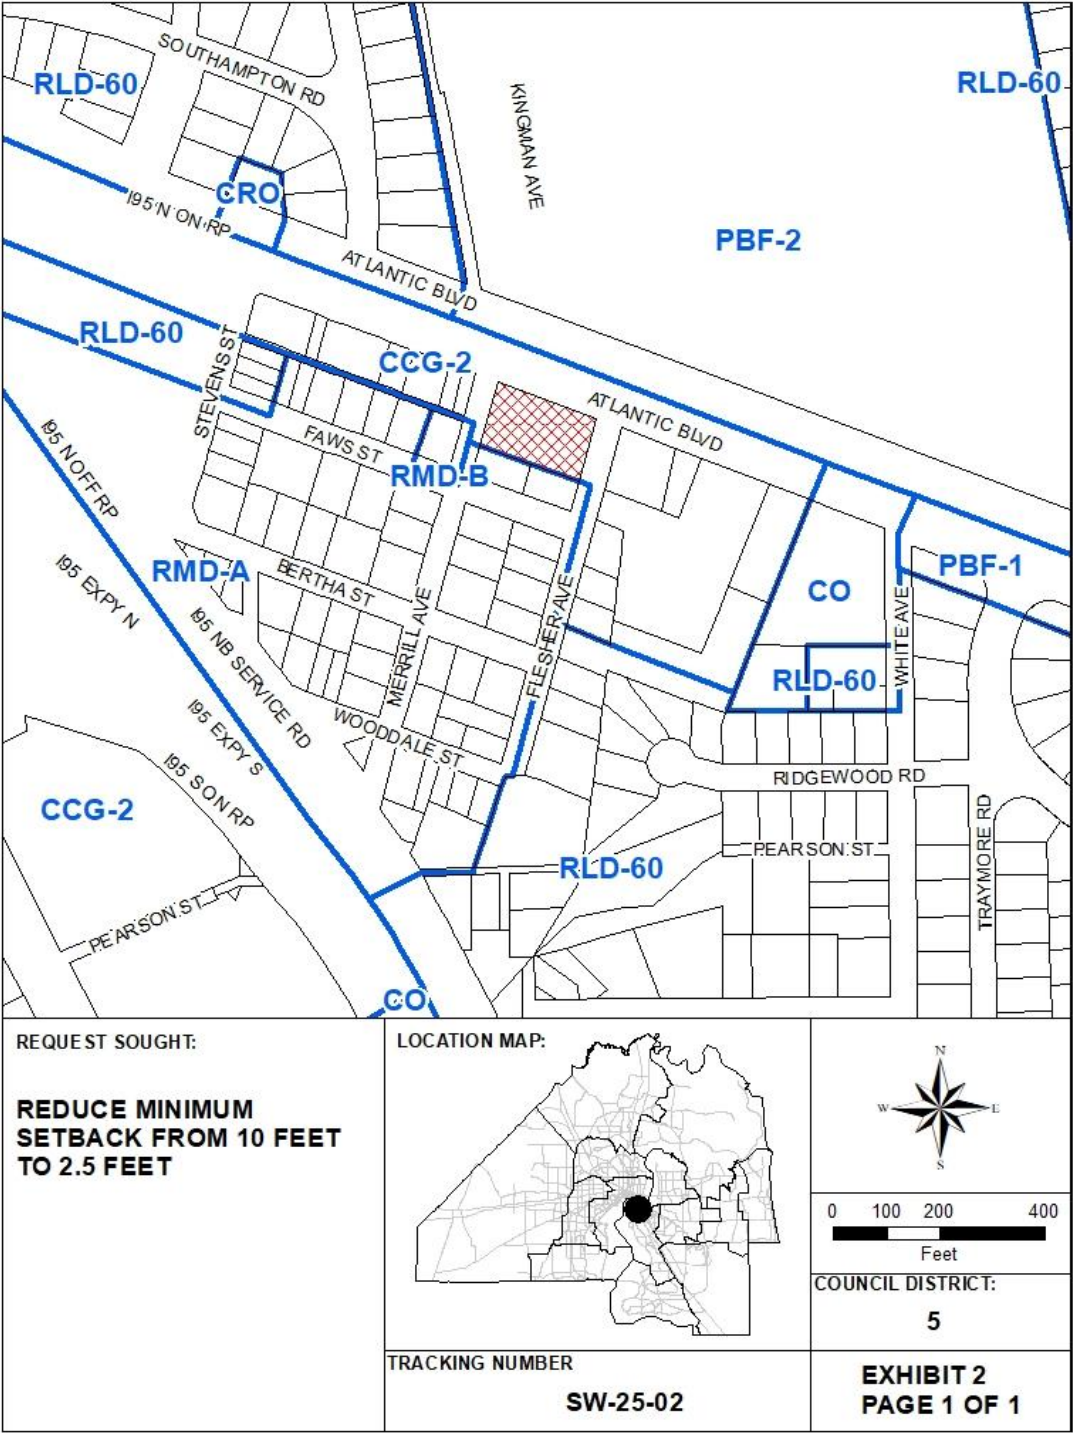 SOUTHAMPTON RD
RLD-60
KINGMAN AVE
RLD-60
CRO
I95 N ON RP
PBF-2
ATLANTIC BLVD
RLD-60
STEVENS ST
CCG-2
ATLANTIC BLVD
FAWS ST
RMD-B
I95 N OFF RP
I95 EXPY N
RMD-A
BERTHA ST
PBF-1
CO
MERRILL AVE
FLESHER AVE
WHITE AVE
I95 NB SERVICE RD
RLD-60
I95 EXPY S
WOODDALE ST
I95 S ON RP
RIDGEWOOD RD
CCG-2
TRAYMORE RD
PEARSON ST
RLD-60
PEARSON ST
CO
REQUEST SOUGHT:
REDUCE MINIMUM
SETBACK FROM 10 FEET
TO 2.5 FEET
LOCATION MAP:
N
W E
S
0 100 200 400
Feet
COUNCIL DISTRICT:
5
TRACKING NUMBER
SW-25-02
EXHIBIT 2
PAGE 1 OF 1